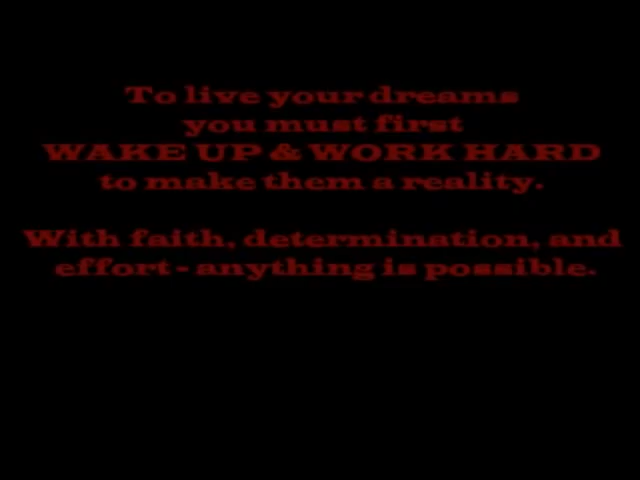 To live your dreams
you must first
WAKE UP & WORK HARD
to make them a reality.
With faith, determination, and
effort - anything is possible.